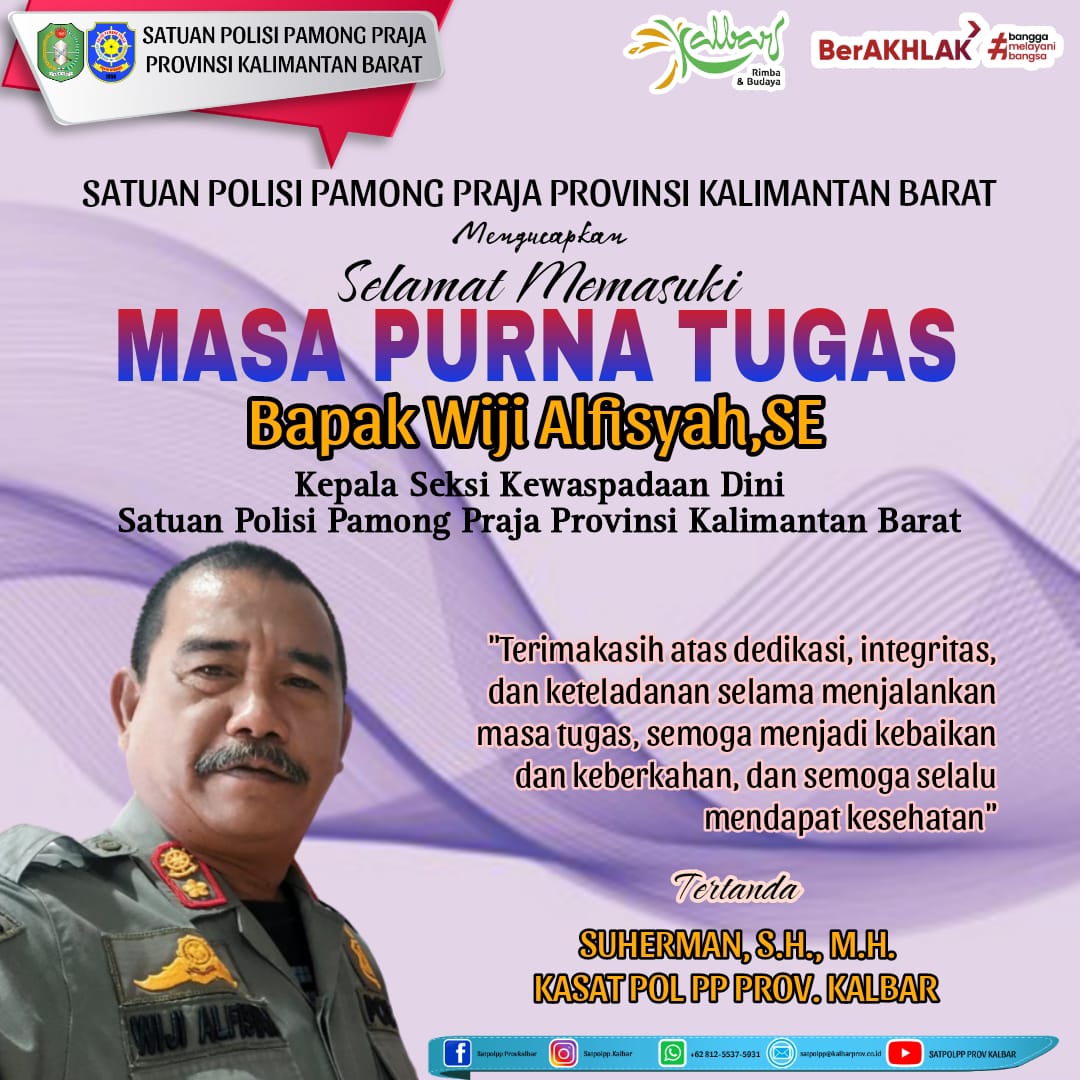 SATUAN POLISI PAMONG PRAJA
PROVINSI KALIMANTAN BARAT
Kalbar
Rimba
& Budaya
BerAKHLAK
#bangga
melayani
bangsa
SATUAN POLISI PAMONG PRAJA PROVINSI KALIMANTAN BARAT
Mengucapkan
Selamat Memasuki
MASA PURNA TUGAS
Bapak Wiji Alfisyah,SE
Kepala Seksi Kewaspadaan Dini
Satuan Polisi Pamong Praja Provinsi Kalimantan Barat
"Terimakasih atas dedikasi, integritas,
dan keteladanan selama menjalankan
masa tugas, semoga menjadi kebaikan
dan keberkahan, dan semoga selalu
mendapat kesehatan"
Tertanda
SUHERMAN, S.H., M.H.
KASAT POL PP PROV. KALBAR
WIJI
Satpolpp.Provkalbar
Satpolpp.Kalbar
+62 812-5537-5931
satpolpp@kalbarprov.co.id
SATPOLPP PROV KALBAR